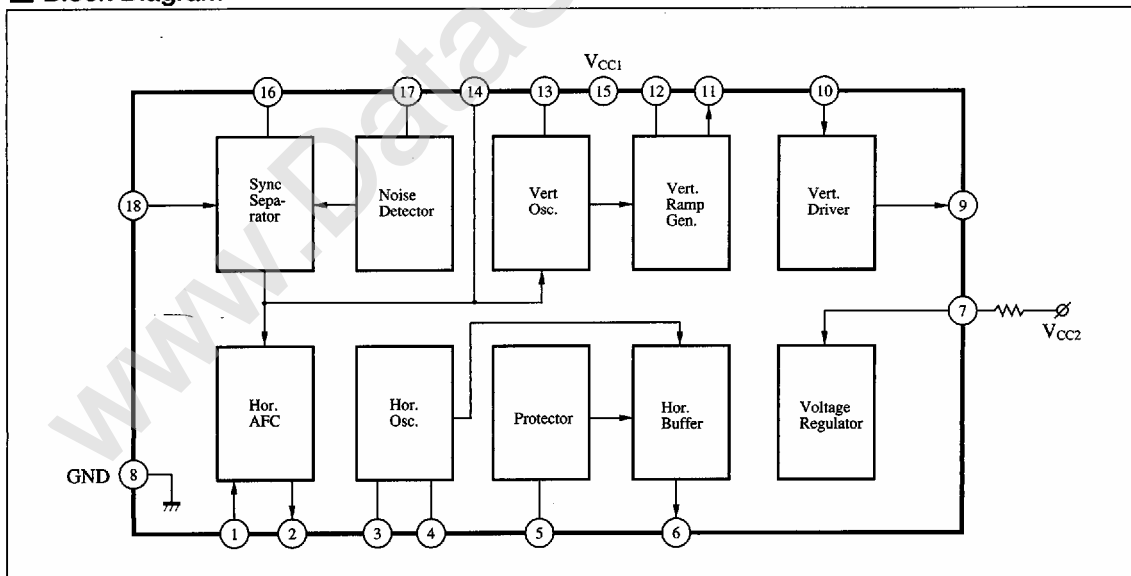 Block Diagram
VCC1
16
17
14
13
15
12
11
10
18
Sync
Sepa-
rator
Noise
Detector
Vert
Osc.
Vert.
Ramp
Gen.
Vert.
Driver
9
7
VCC2
Hor.
AFC
Hor.
Osc.
Protector
Hor.
Buffer
Voltage
Regulator
GND
8
1
2
3
4
5
6
www.Datas